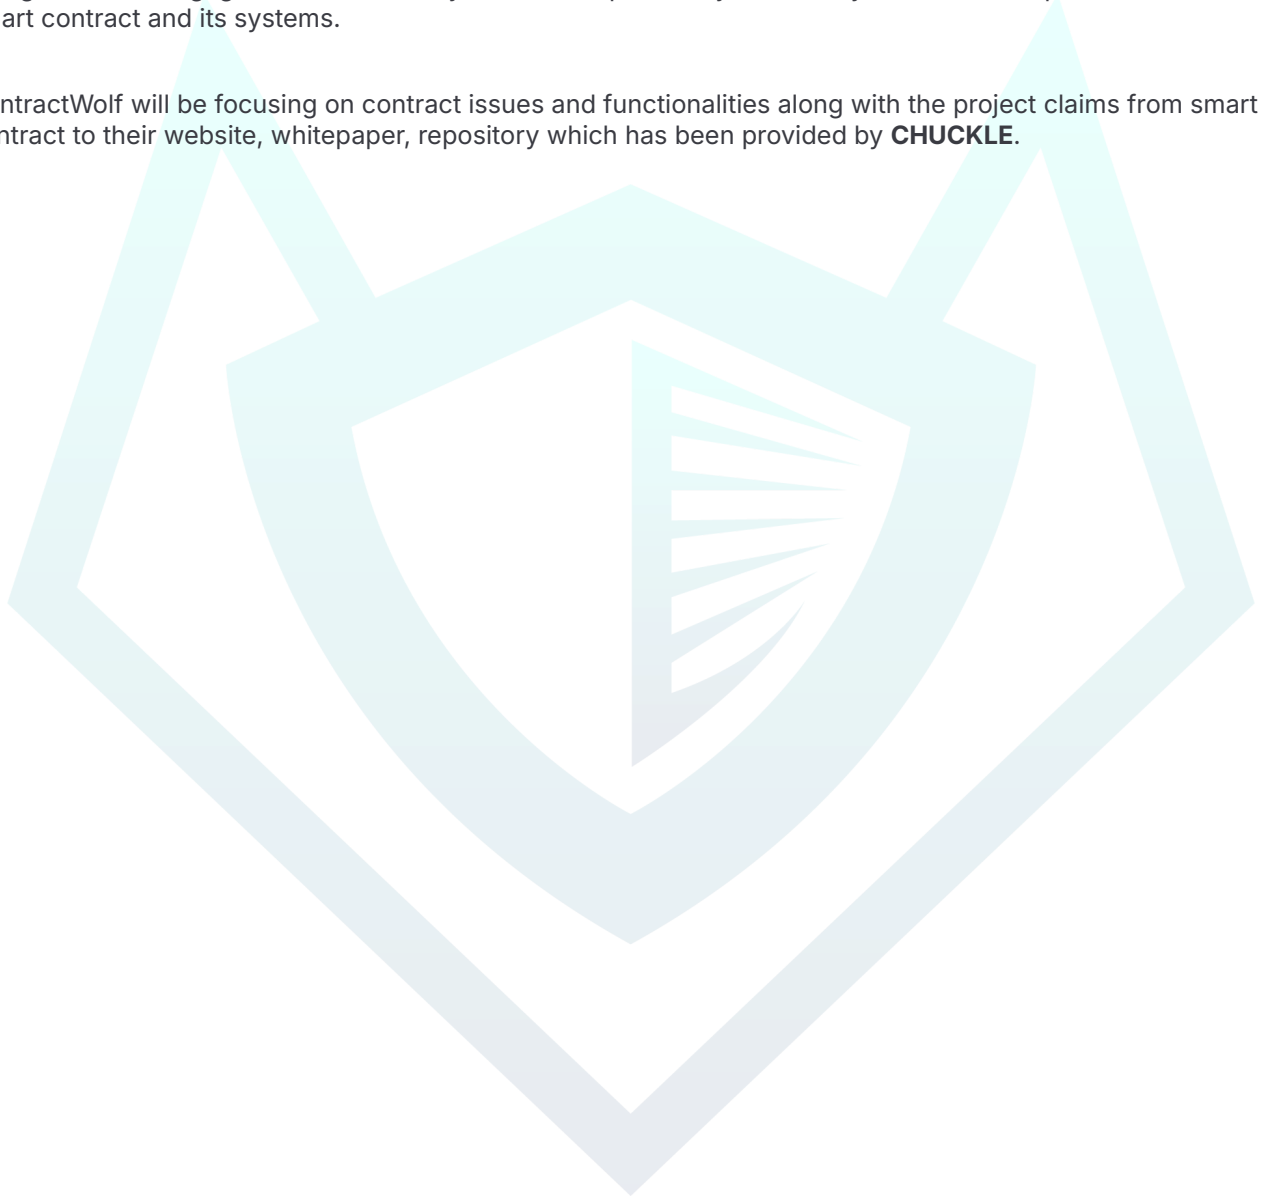 art contract and its systems.
ntractWolf will be focusing on contract issues and functionalities along with the project claims from smart
ntract to their website, whitepaper, repository which has been provided by CHUCKLE.